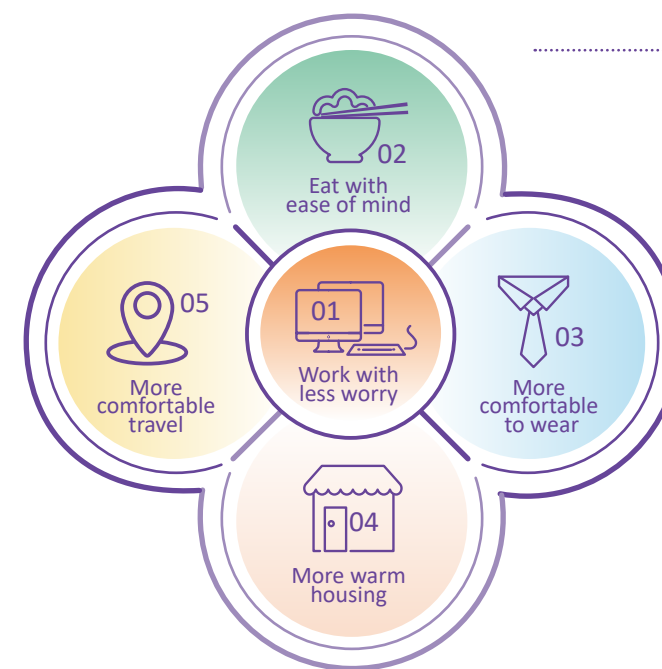 01
Work with
less worry
02
Eat with
ease of mind
03
More
comfortable
to wear
04
More warm
housing
05
More
comfortable
travel